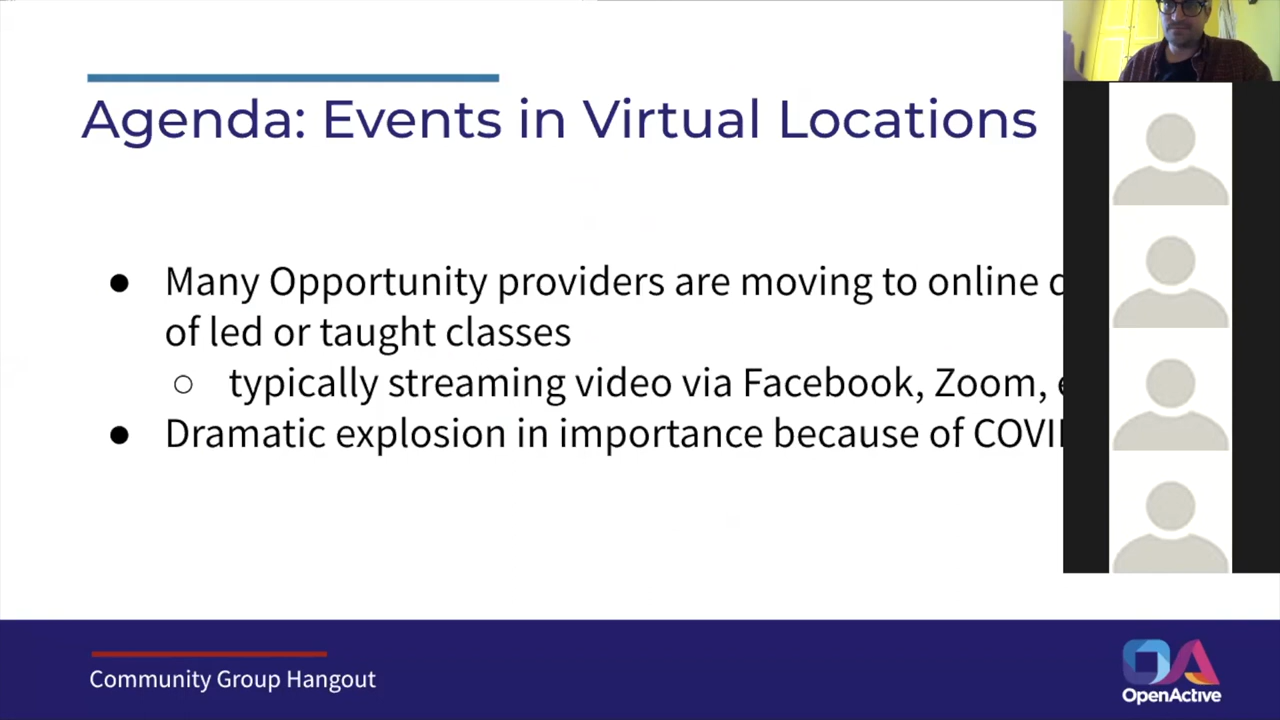 Agenda: Events in Virtual Locations
● Many Opportunity providers are moving to online
of led or taught classes
○ typically streaming video via Facebook, Zoom,
● Dramatic explosion in importance because of
Community Group Hangout
OpenActive